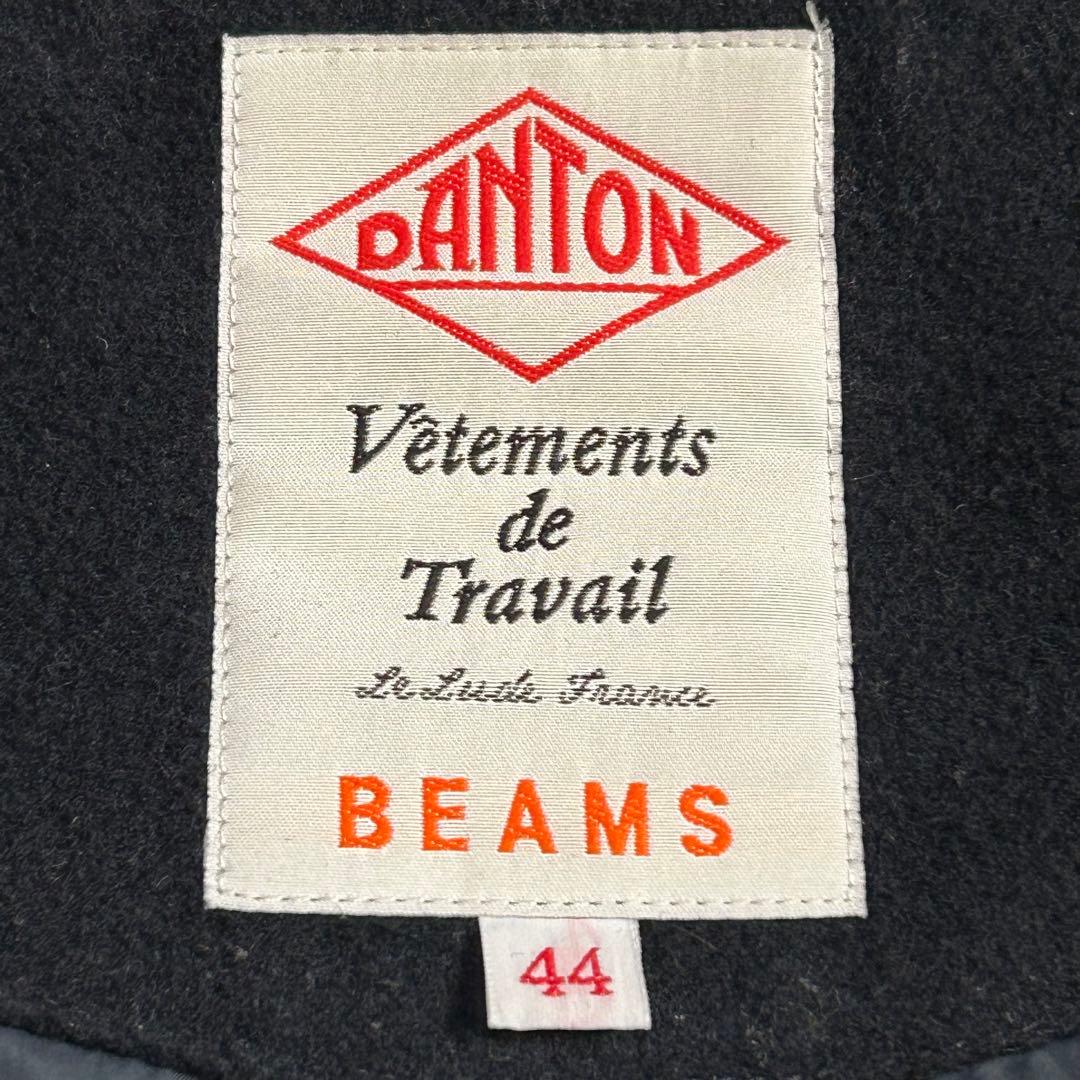 DANTON
Vêtements
de
Travail
Le Lude France
BEAMS
44